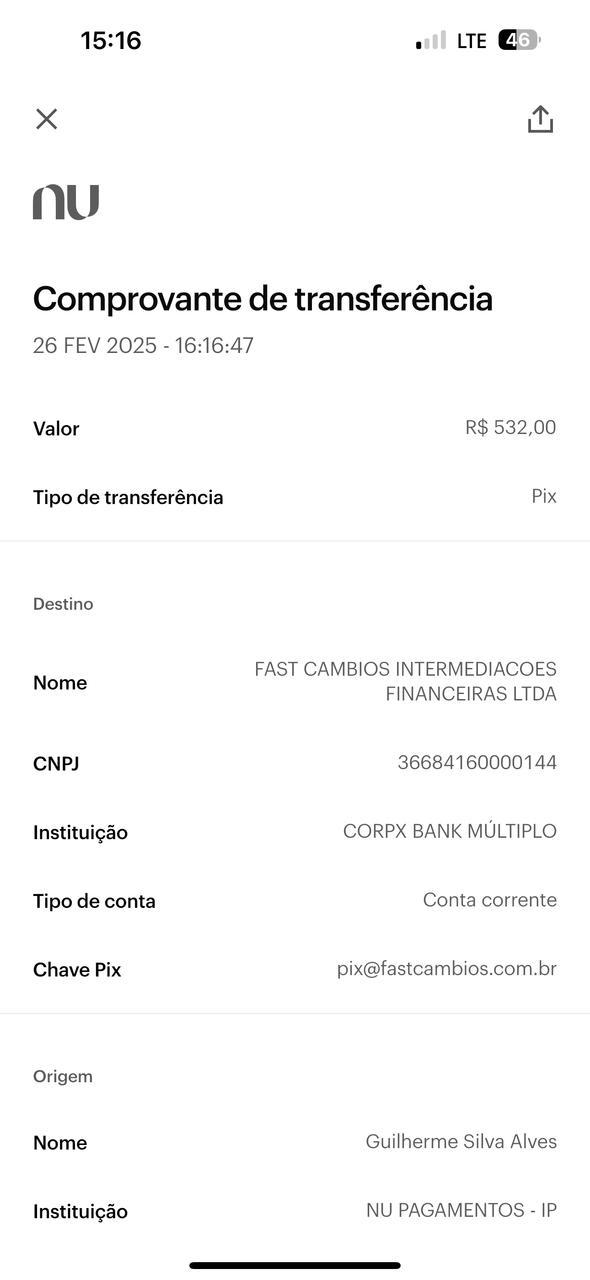 15:16 LTE 46
nu
Comprovante de transferência
26 FEV 2025 - 16:16:47
Valor R$ 532,00
Tipo de transferência Pix
Destino
Nome FAST CAMBIOS INTERMEDIACOES
FINANCEIRAS LTDA
CNPJ 36684160000144
Instituição CORPX BANK MÚLTIPLO
Tipo de conta Conta corrente
Chave Pix pix@fastcambios.com.br
Origem
Nome Guilherme Silva Alves
Instituição NU PAGAMENTOS - IP